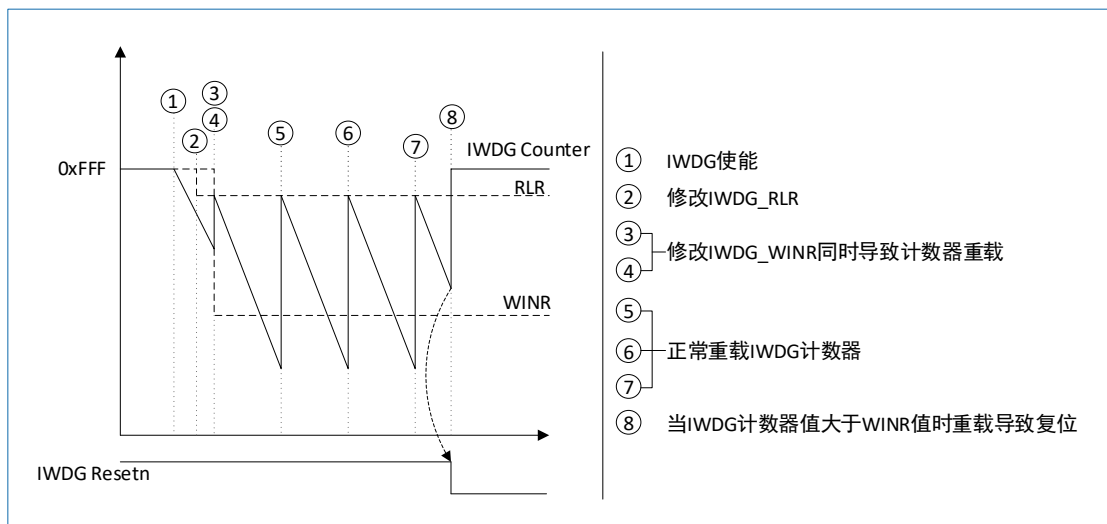 ①
②
③
④
⑤
⑥
⑦
⑧
0xFFF
IWDG Counter
RLR
WINR
IWDG Resetn
① IWDG使能
② 修改IWDG_RLR
③
④ 修改IWDG_WINR同时导致计数器重载
⑤
⑥ 正常重载IWDG计数器
⑦
⑧ 当IWDG计数器值大于WINR值时重载导致复位